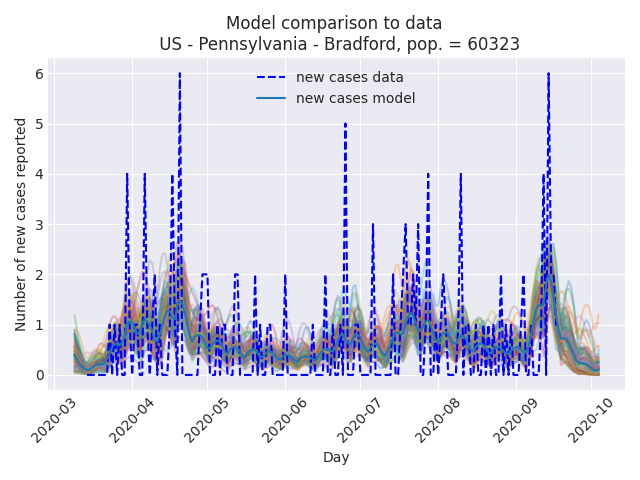 Model comparison to data
US - Pennsylvania - Bradford, pop. = 60323
new cases data
new cases model
Number of new cases reported
6
5
4
3
2
1
0
2020-03
2020-04
2020-05
2020-06
2020-07
2020-08
2020-09
2020-10
Day